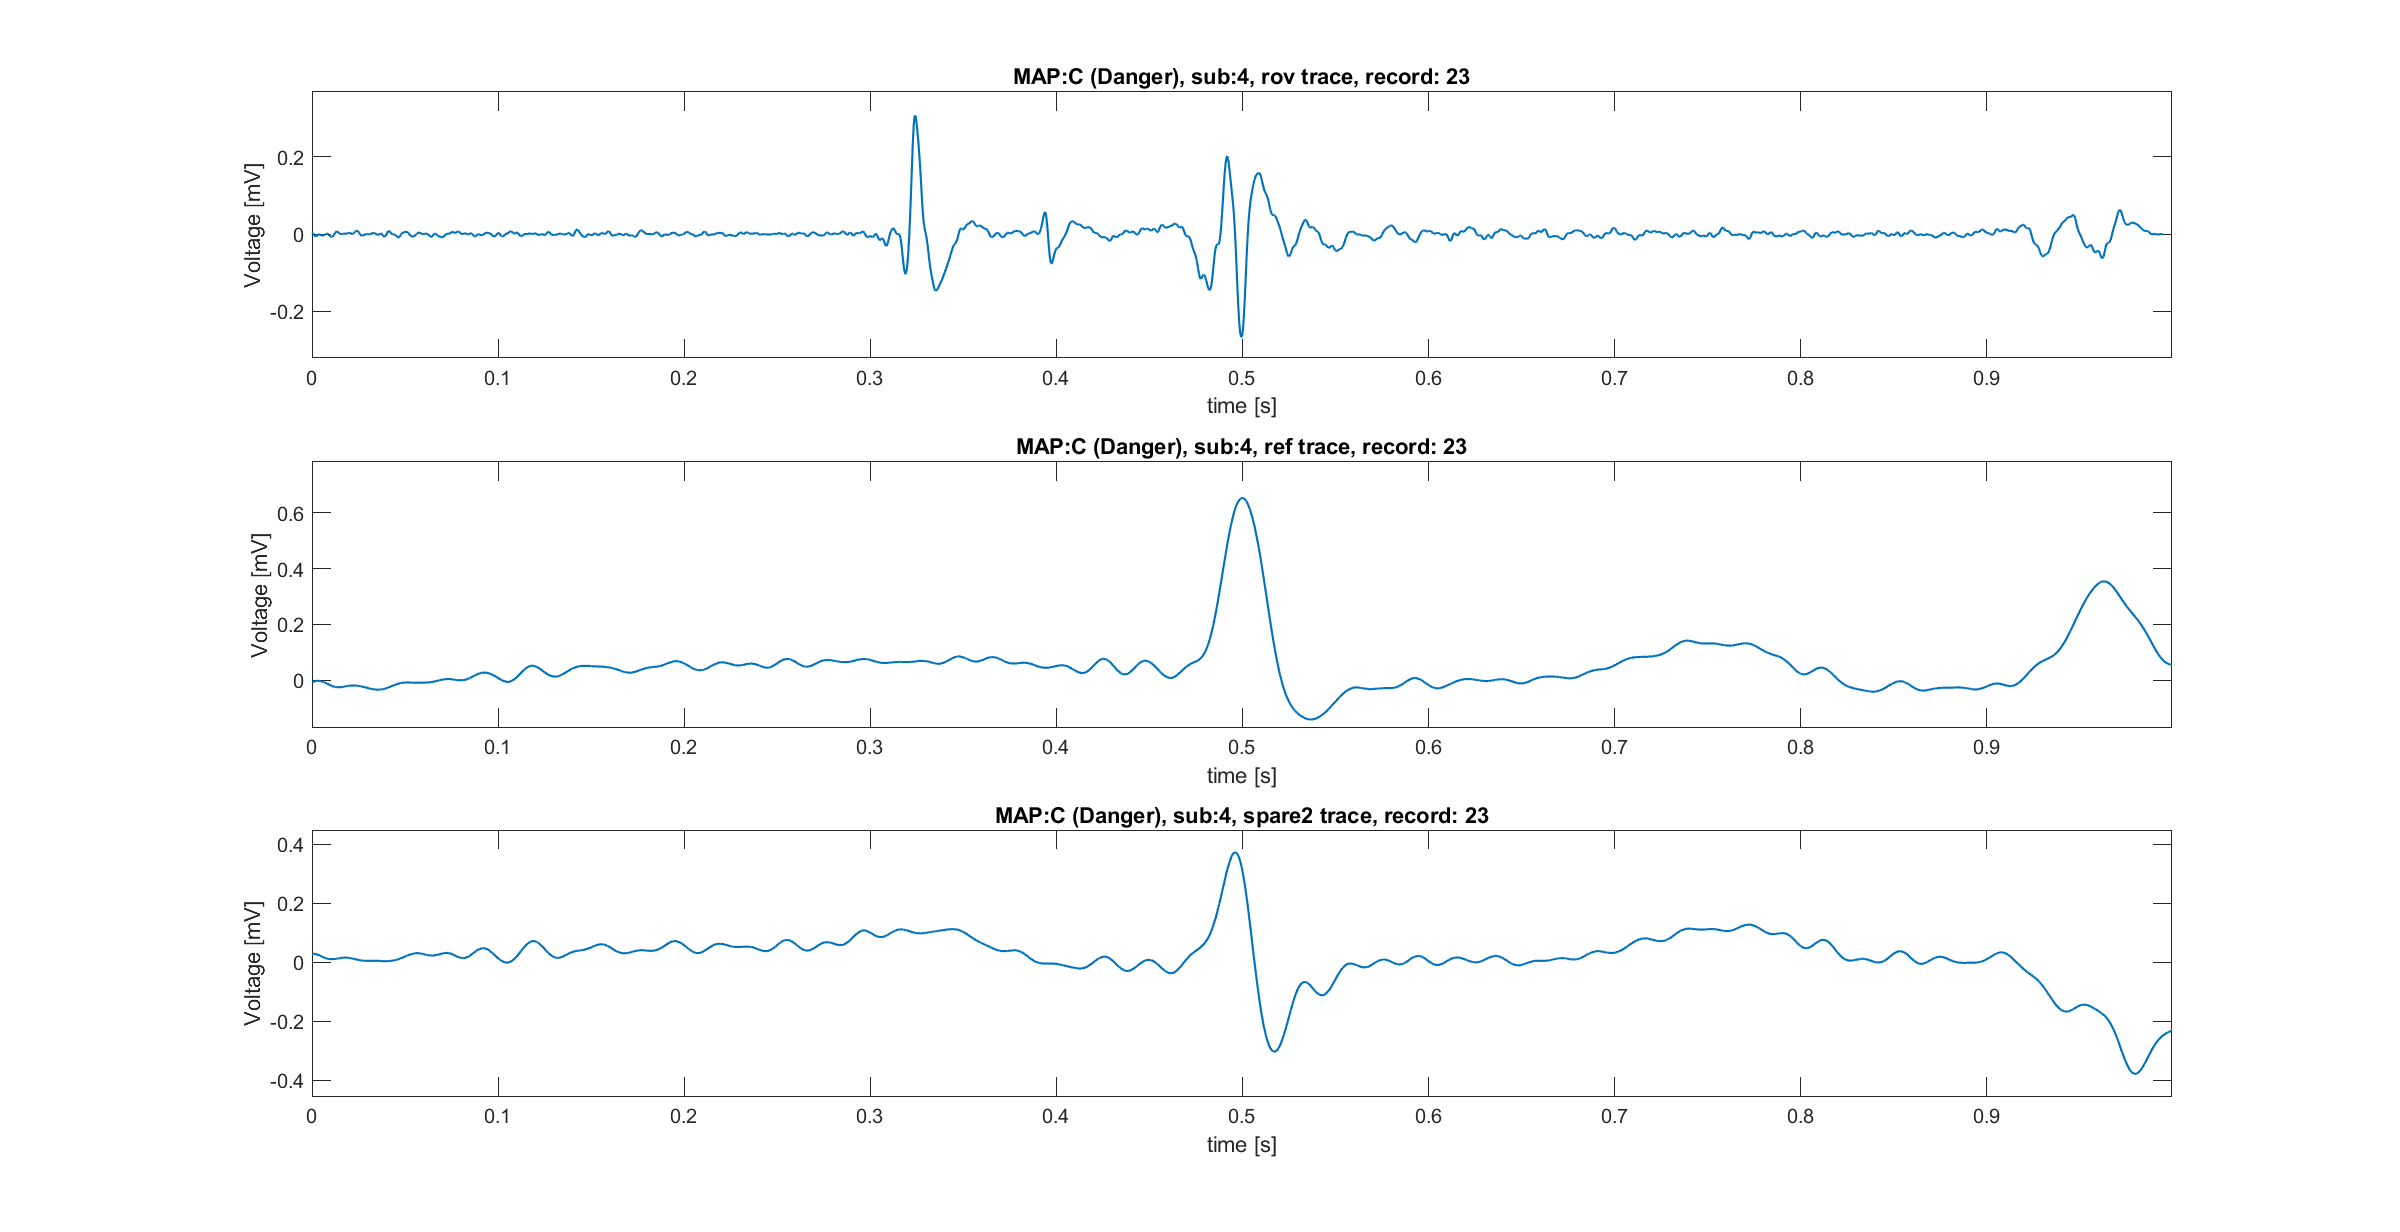 MAP:C (Danger), sub:4, rov trace, record: 23
Voltage [mV]
0.2
0
-0.2
0 0.1 0.2 0.3 0.4 0.5 0.6 0.7 0.8 0.9
time [s]
MAP:C (Danger), sub:4, ref trace, record: 23
Voltage [mV]
0.6
0.4
0.2
0
0 0.1 0.2 0.3 0.4 0.5 0.6 0.7 0.8 0.9
time [s]
MAP:C (Danger), sub:4, spare2 trace, record: 23
Voltage [mV]
0.4
0.2
0
-0.2
-0.4
0 0.1 0.2 0.3 0.4 0.5 0.6 0.7 0.8 0.9
time [s]